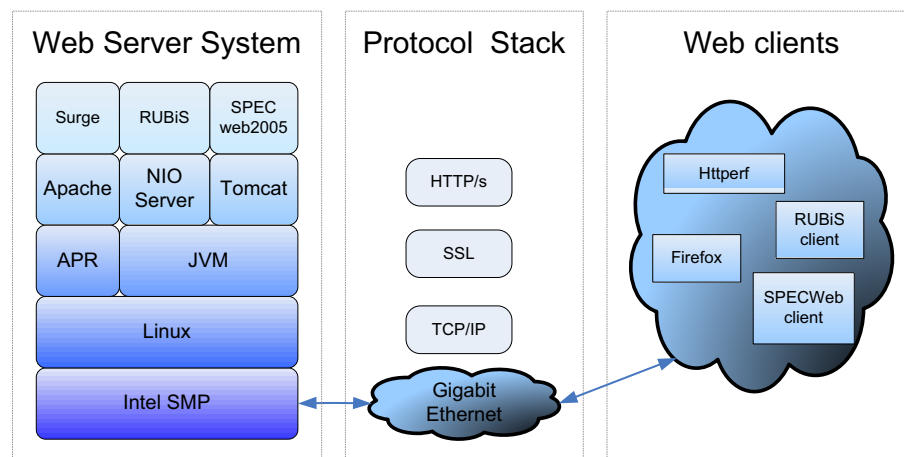 Web Server System
Surge
RUBiS
SPEC
web2005
Apache
NIO
Server
Tomcat
APR
JVM
Linux
Intel SMP
Protocol Stack
HTTP/s
SSL
TCP/IP
Gigabit
Ethernet
Web clients
Httperf
RUBiS
client
Firefox
SPECWeb
client